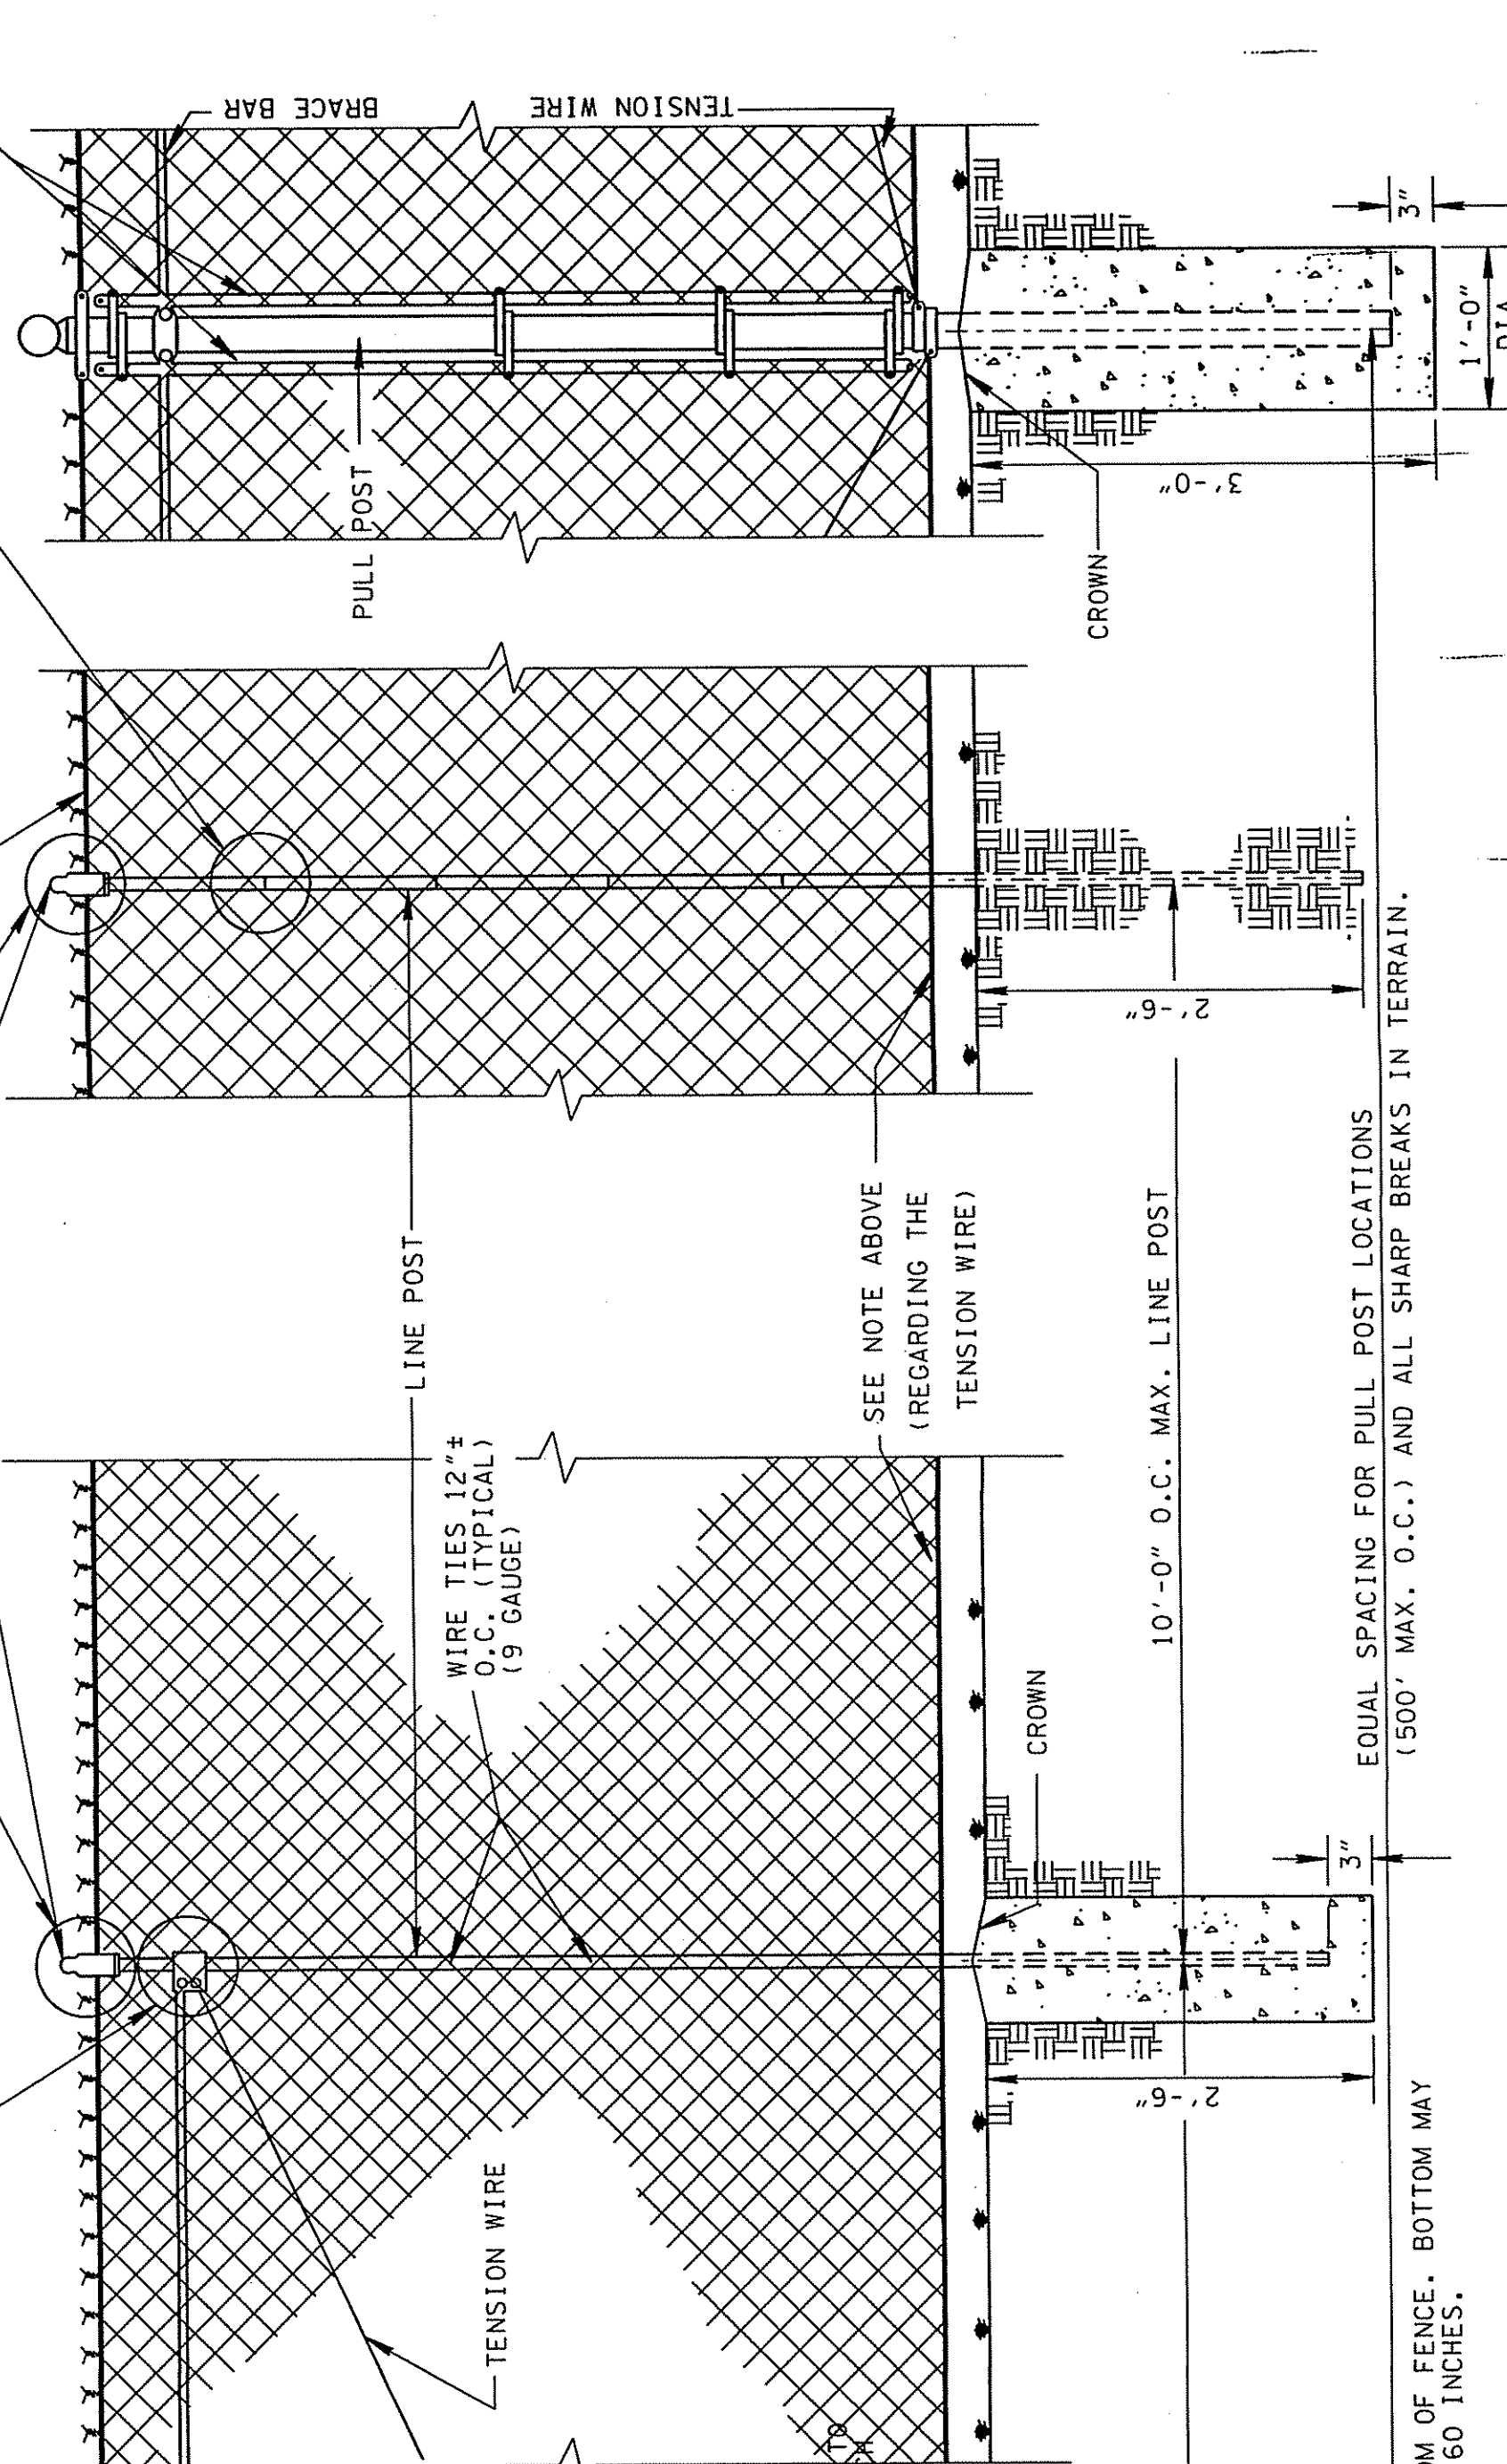 BRACE BAR
TENSION WIRE
PULL POST
3"
1'-0"
3'-0"
CROWN
LINE POST
2'-6"
SEE NOTE ABOVE
(REGARDING THE
TENSION WIRE)
WIRE TIES 12"±
O.C. (TYPICAL)
(9 GAUGE)
10'-0" O.C. MAX. LINE POST
EQUAL SPACING FOR PULL POST LOCATIONS
(500' MAX. O.C.) AND ALL SHARP BREAKS IN TERRAIN.
CROWN
3"
2'-6"
TENSION WIRE
TO
OF FENCE. BOTTOM MAY
60 INCHES.